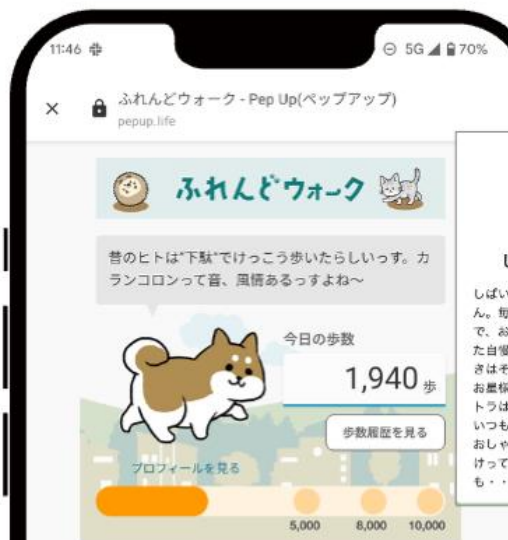 11:46
5G 70%
ふれんどウォーク - Pep Up(ペップアップ)
pepup.life
ふれんどウォーク
昔のヒトは"下駄"でけっこう歩いたらしいっす。カ
ランコロンって音、風情あるっすよね〜
今日の歩数
1,940 歩
歩数履歴を見る
プロフィールを見る
5,000 8,000 10,000
しばい
ん。毎
で、お
た自慢
きはそ
お星様
トラは
いつも
おしゃ
けって
も・・